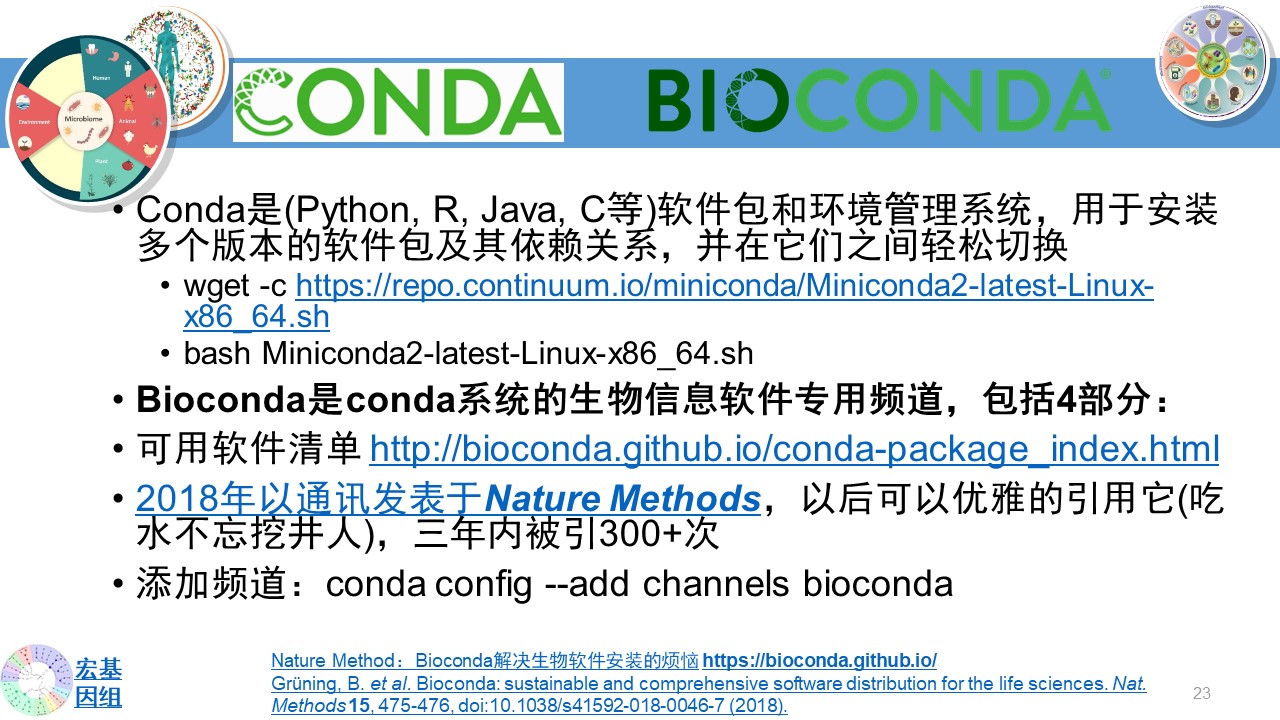 CONDA
BIOCONDA®
Human
Environment
Microbiome
Animal
Plant
• Conda是(Python, R, Java, C等)软件包和环境管理系统，用于安装
多个版本的软件包及其依赖关系，并在它们之间轻松切换
• wget -c https://repo.continuum.io/miniconda/Miniconda2-latest-Linux-
x86_64.sh
• bash Miniconda2-latest-Linux-x86_64.sh
• Bioconda是conda系统的生物信息软件专用频道，包括4部分：
• 可用软件清单 http://bioconda.github.io/conda-package_index.html
• 2018年以通讯发表于Nature Methods，以后可以优雅的引用它(吃
水不忘挖井人)，三年内被引300+次
• 添加频道：conda config --add channels bioconda
宏基
因组
Nature Method：Bioconda解决生物软件安装的烦恼 https://bioconda.github.io/
Grüning, B. et al. Bioconda: sustainable and comprehensive software distribution for the life sciences. Nat.
Methods 15, 475-476, doi:10.1038/s41592-018-0046-7 (2018).
23